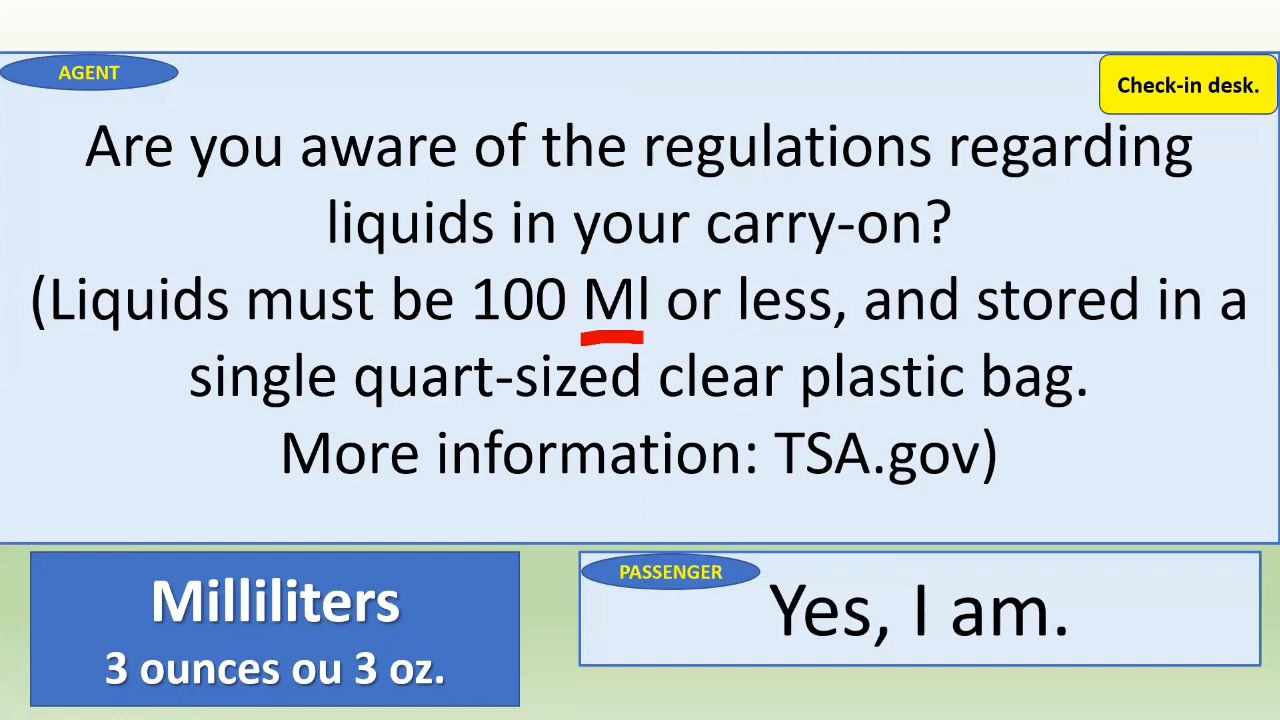 AGENT
Check-in desk.
Are you aware of the regulations regarding
liquids in your carry-on?
(Liquids must be 100 Ml or less, and stored in a
single quart-sized clear plastic bag.
More information: TSA.gov)
Milliliters
3 ounces ou 3 oz.
PASSENGER
Yes, I am.